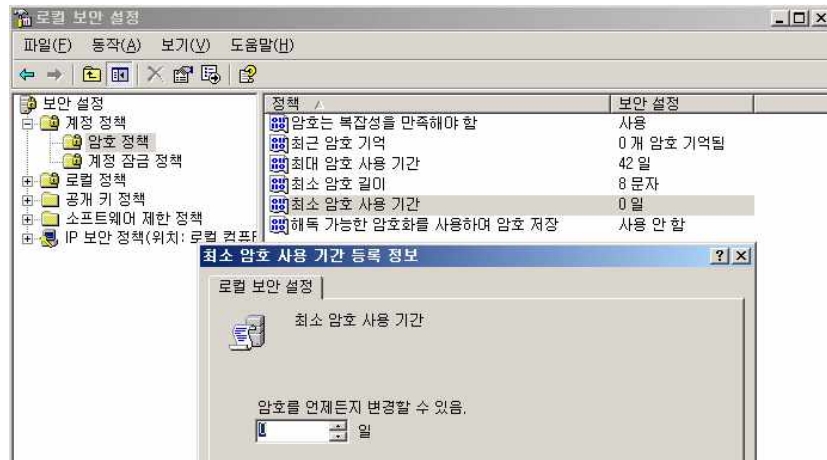 로컬 보안 설정
파일(F) 동작(A) 보기(V) 도움말(H)
보안 설정
계정 정책
암호 정책
계정 잠금 정책
로컬 정책
공개 키 정책
소프트웨어 제한 정책
IP 보안 정책(위치: 로컬 컴퓨터
정책 보안 설정
암호는 복잡성을 만족해야 함 사용
최근 암호 기억 0 개 암호 기억됨
최대 암호 사용 기간 42 일
최소 암호 길이 8 문자
최소 암호 사용 기간 0 일
해독 가능한 암호화를 사용하여 암호 저장 사용 안 함
최소 암호 사용 기간 등록 정보
로컬 보안 설정
최소 암호 사용 기간
암호를 언제든지 변경할 수 있음.
0 일